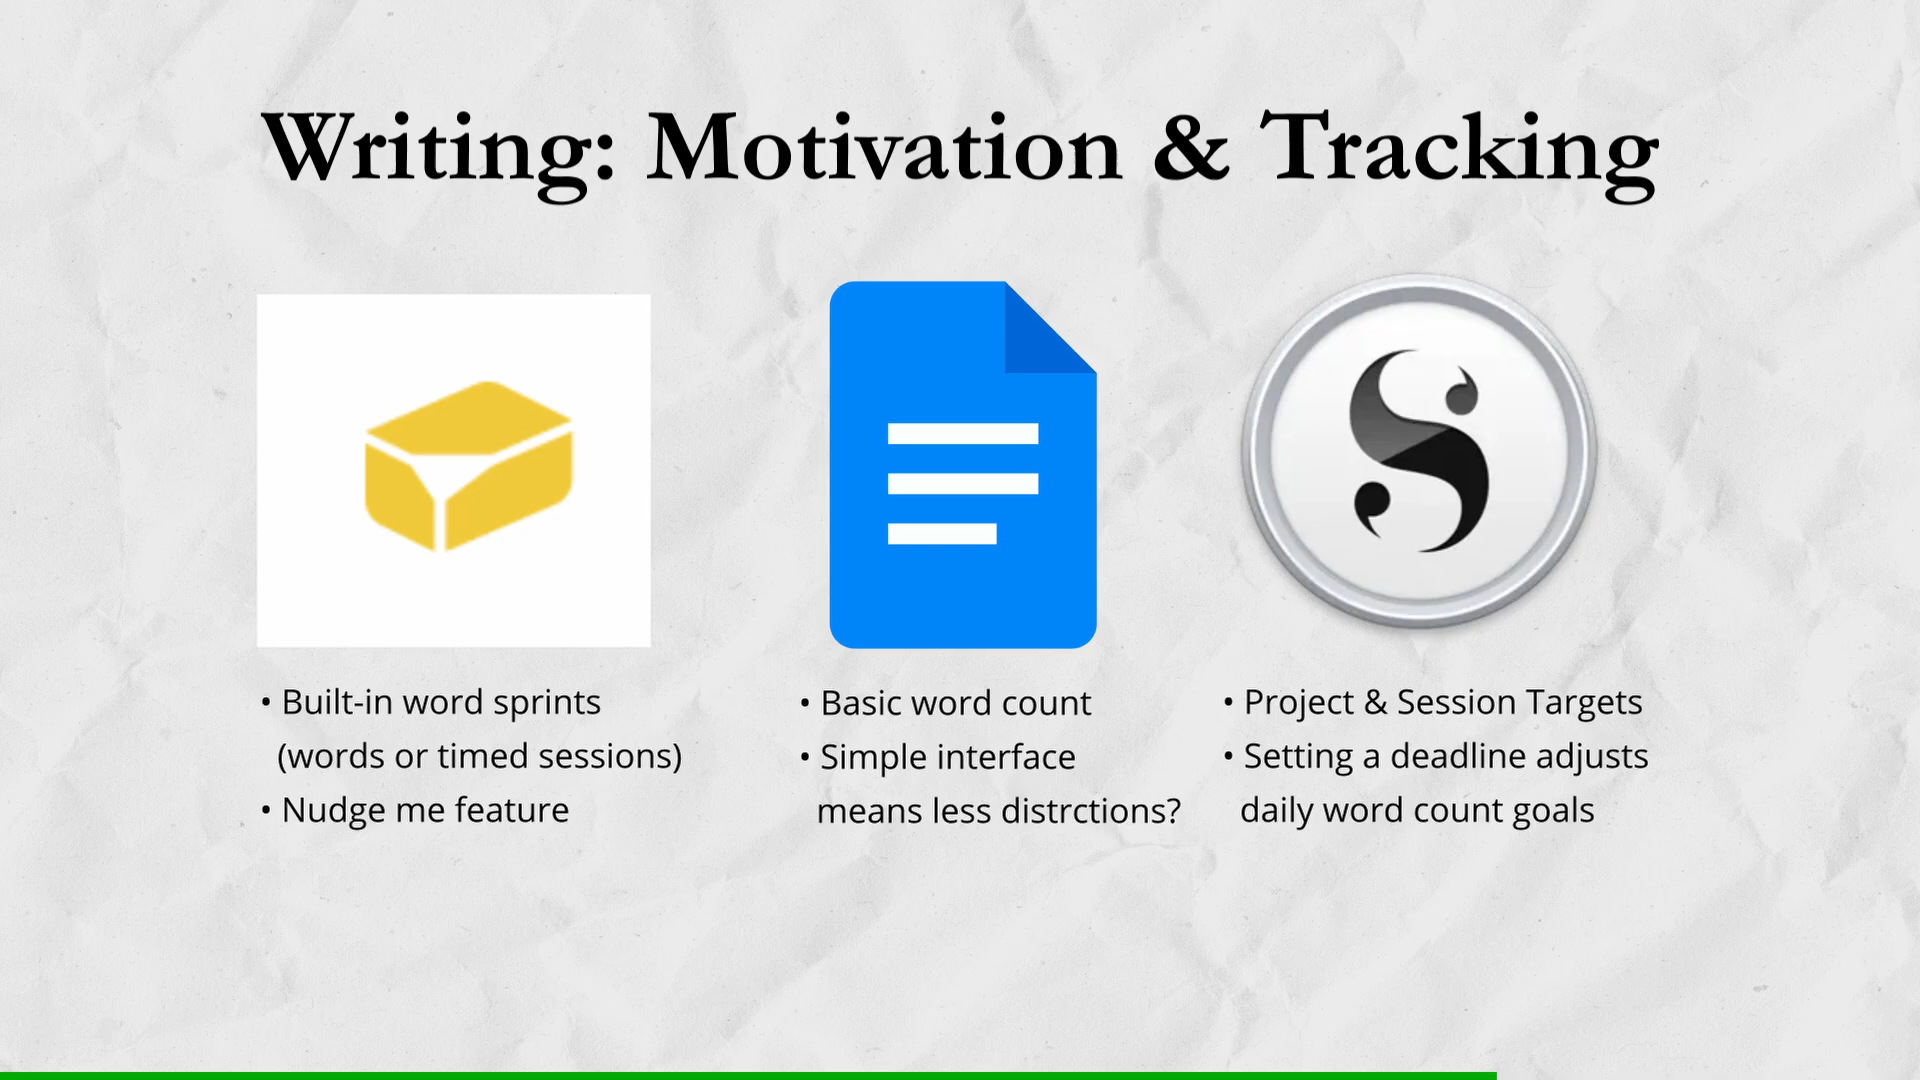 Writing: Motivation & Tracking
• Built-in word sprints
(words or timed sessions)
• Nudge me feature
• Basic word count
• Simple interface
means less distrctions?
• Project & Session Targets
• Setting a deadline adjusts
daily word count goals